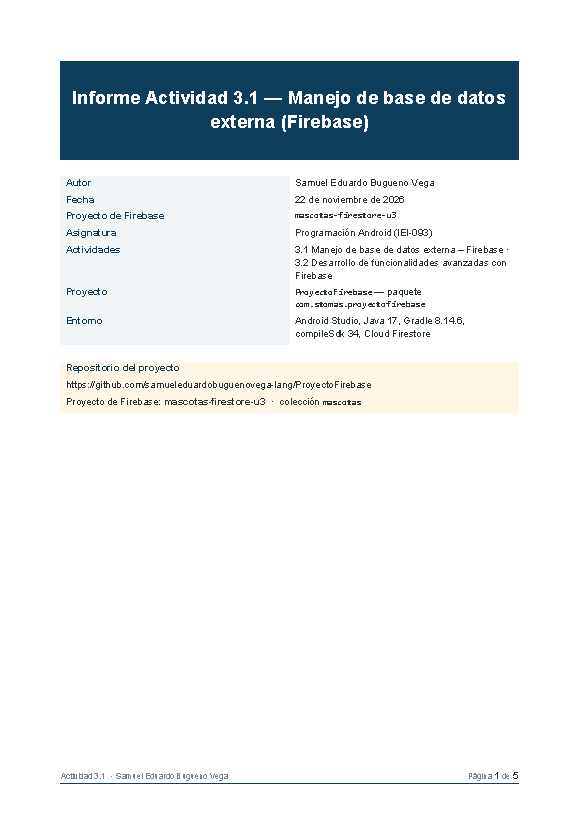 Informe Actividad 3.1 — Manejo de base de datos
externa (Firebase)
Autor
Samuel Eduardo Bugueno Vega
Fecha
22 de noviembre de 2026
Proyecto de Firebase
mascotas-firestore-u3
Asignatura
Programación Android (IEI-093)
Actividades
3.1 Manejo de base de datos externa – Firebase ·
3.2 Desarrollo de funcionalidades avanzadas con
Firebase
Proyecto
ProyectoFirebase — paquete
com.stomas.proyectofirebase
Entorno
Android Studio, Java 17, Gradle 8.14.6,
compileSdk 34, Cloud Firestore
Repositorio del proyecto
https://github.com/samueleduardobuguenovega-lang/ProyectoFirebase
Proyecto de Firebase: mascotas-firestore-u3 · colección mascotas
Actividad 3.1 · Samuel Eduardo Bugueno Vega
Página 1 de 5